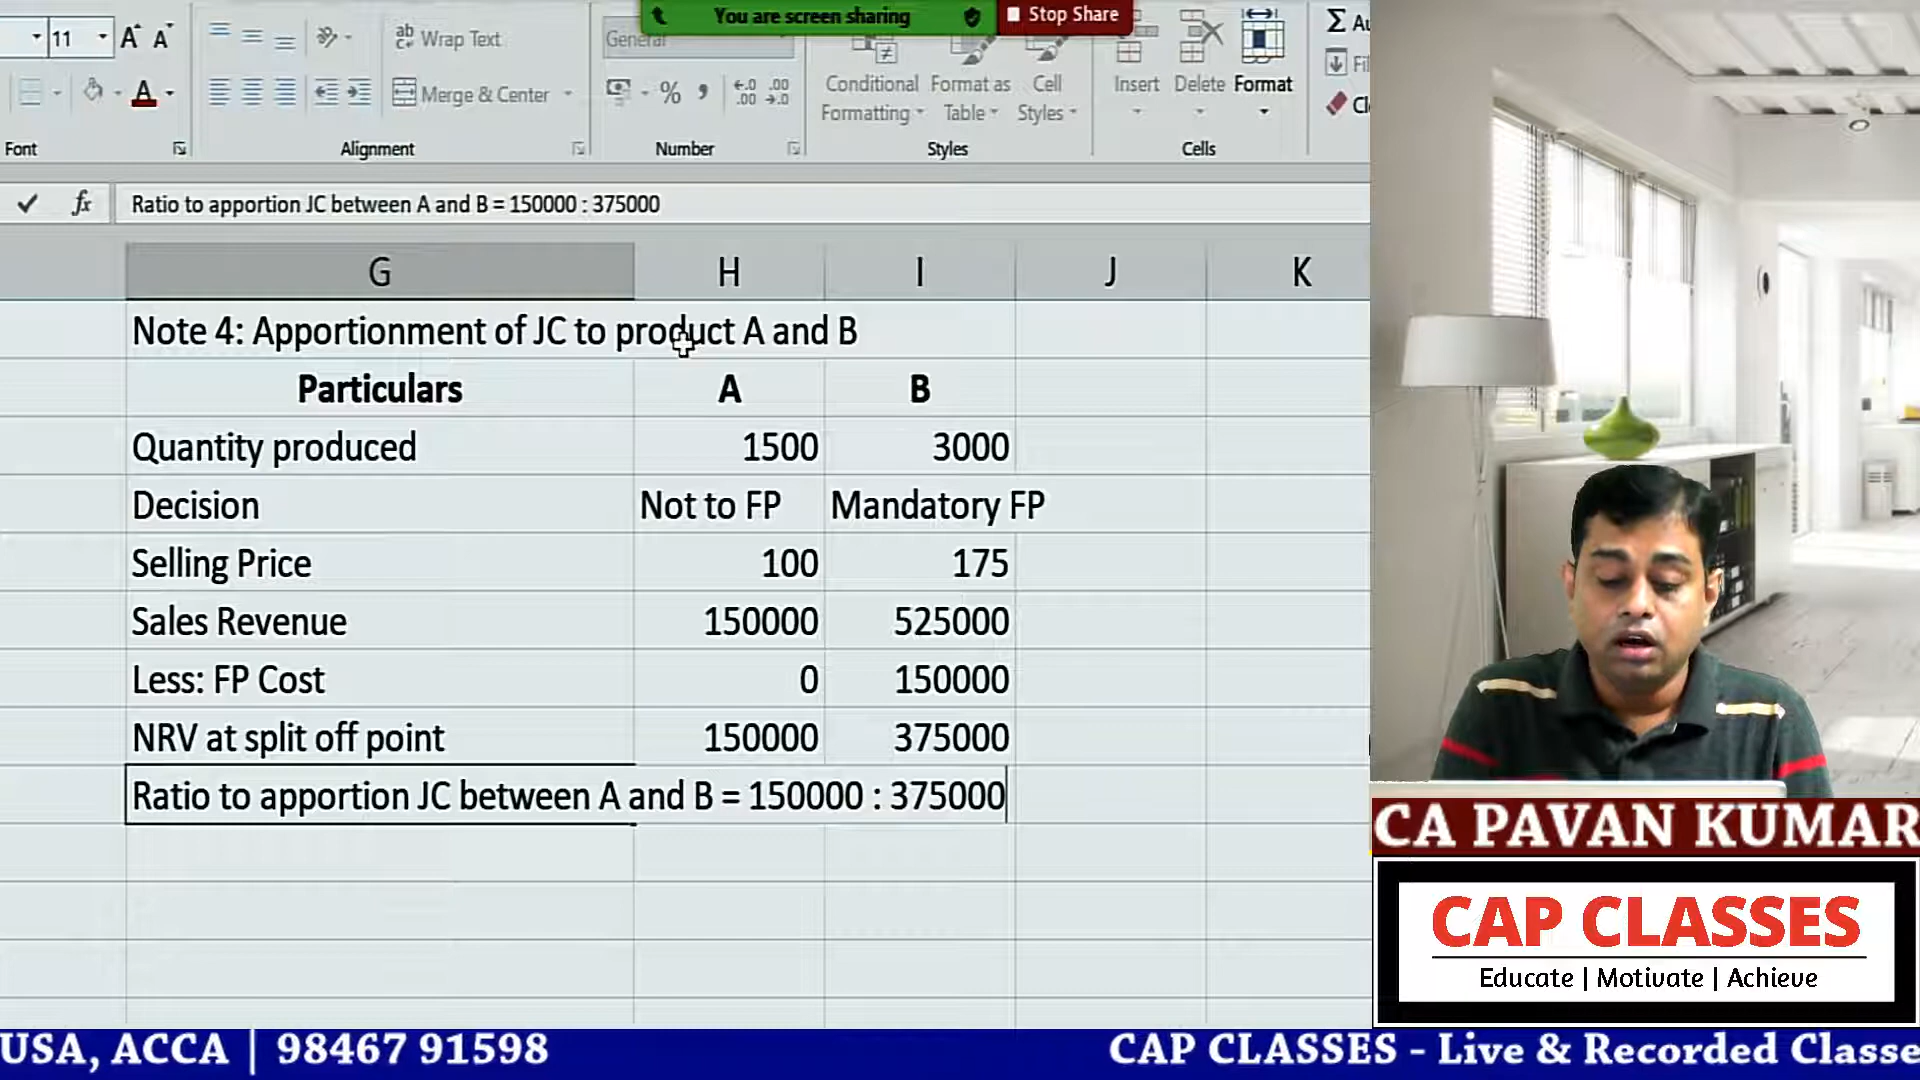 You are screen sharing
Stop Share
11
Wrap Text
General
Merge & Center
Conditional Formatting
Format as Table
Cell Styles
Insert
Delete
Format
Font
Alignment
Number
Styles
Cells
fx
Ratio to apportion JC between A and B = 150000 : 375000
G H I J K
Note 4: Apportionment of JC to product A and B
Particulars A B
Quantity produced 1500 3000
Decision Not to FP Mandatory FP
Selling Price 100 175
Sales Revenue 150000 525000
Less: FP Cost 0 150000
NRV at split off point 150000 375000
Ratio to apportion JC between A and B = 150000 : 375000
CA PAVAN KUMAR
CAP CLASSES
Educate | Motivate | Achieve
USA, ACCA | 98467 91598
CAP CLASSES - Live & Recorded Classe